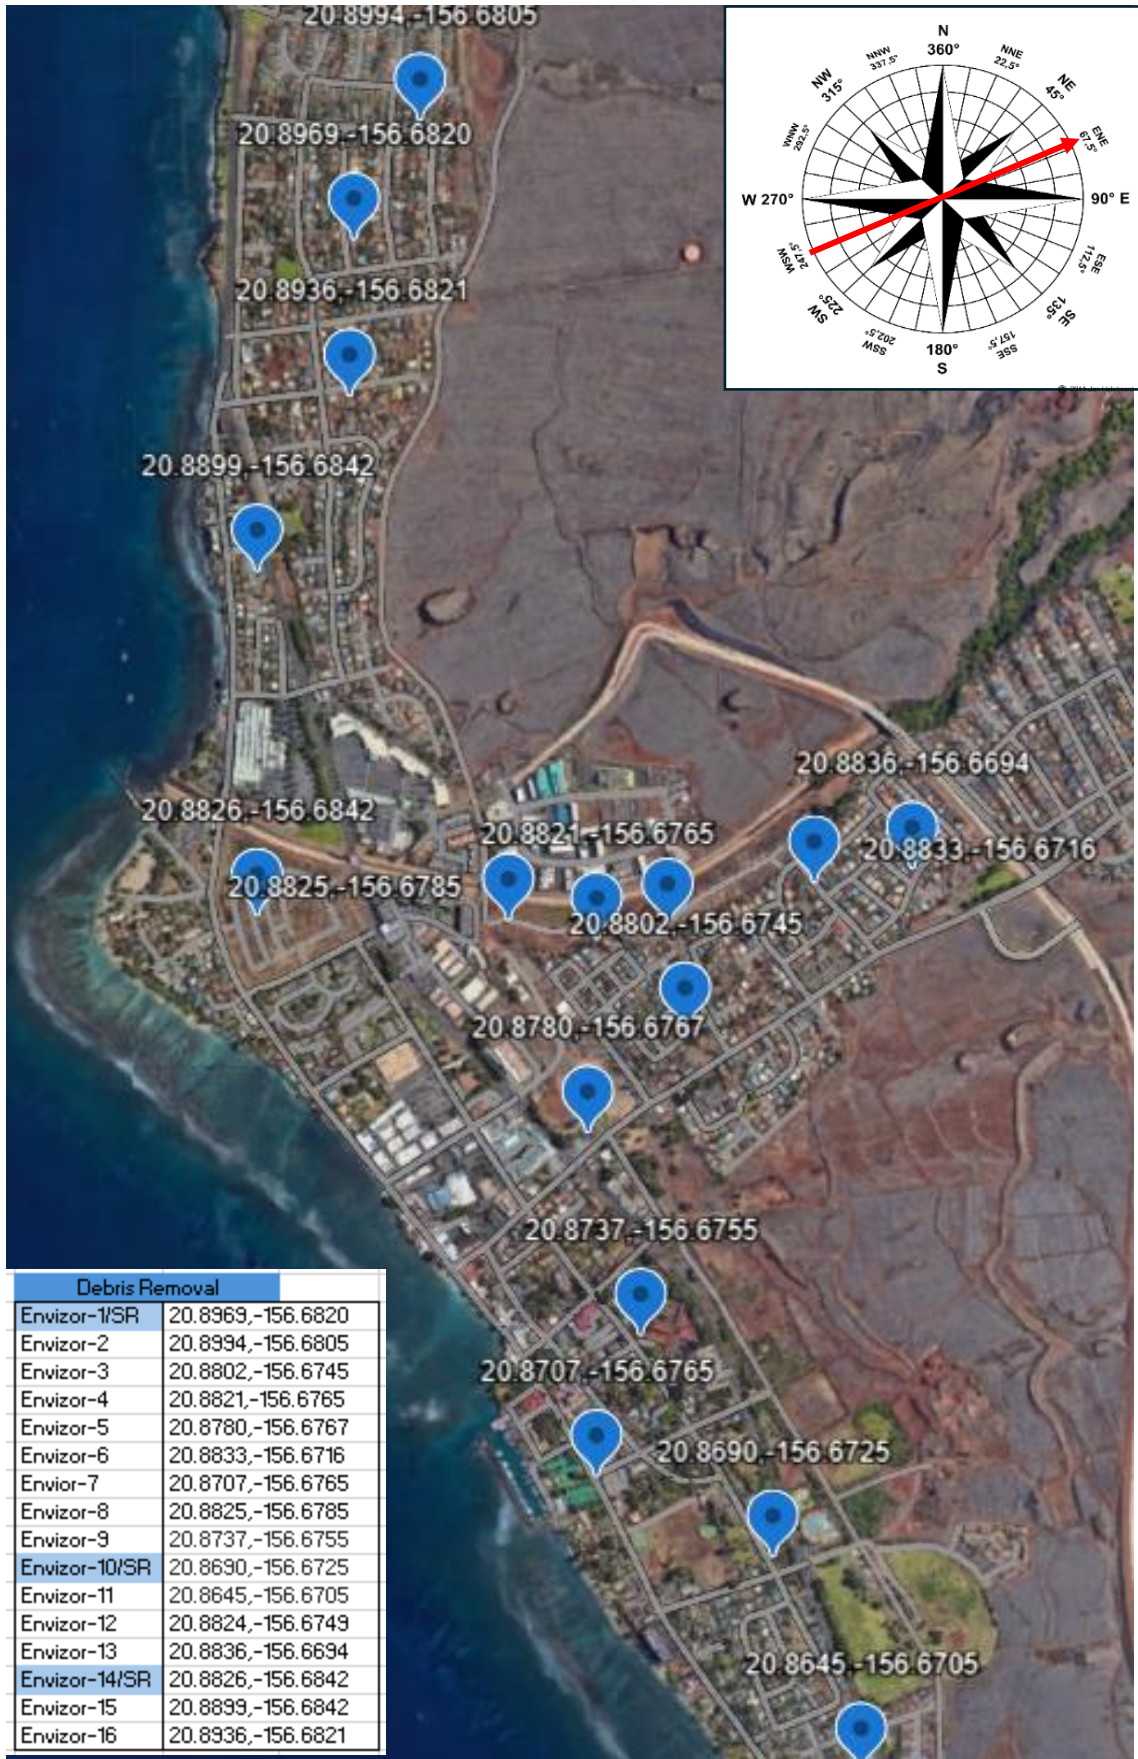 20.8994,-156.6805
20.8969,-156.6820
20.8936,-156.6821
20.8899,-156.6842
N
360°
NNW
337,5°
NNE
22,5°
NW
315°
NE
45°
WNW
292,5°
ENE
67,5°
W 270°
90° E
WSW
247,5°
ESE
112,5°
SW
225°
SE
135°
SSW
202,5°
SSE
157,5°
180°
S
20.8836,-156.6694
20.8826,-156.6842
20.8821,-156.6765
20.8833,-156.6716
20.8825,-156.6785
20.8802,-156.6745
20.8780,-156.6767
20.8737,-156.6755
20.8707,-156.6765
20.8690,-156.6725
20.8645,-156.6705
Debris Removal
Envizor-1/SR 20.8969,-156.6820
Envizor-2 20.8994,-156.6805
Envizor-3 20.8802,-156.6745
Envizor-4 20.8821,-156.6765
Envizor-5 20.8780,-156.6767
Envizor-6 20.8833,-156.6716
Envior-7 20.8707,-156.6765
Envizor-8 20.8825,-156.6785
Envizor-9 20.8737,-156.6755
Envizor-10/SR 20.8690,-156.6725
Envizor-11 20.8645,-156.6705
Envizor-12 20.8824,-156.6749
Envizor-13 20.8836,-156.6694
Envizor-14/SR 20.8826,-156.6842
Envizor-15 20.8899,-156.6842
Envizor-16 20.8936,-156.6821